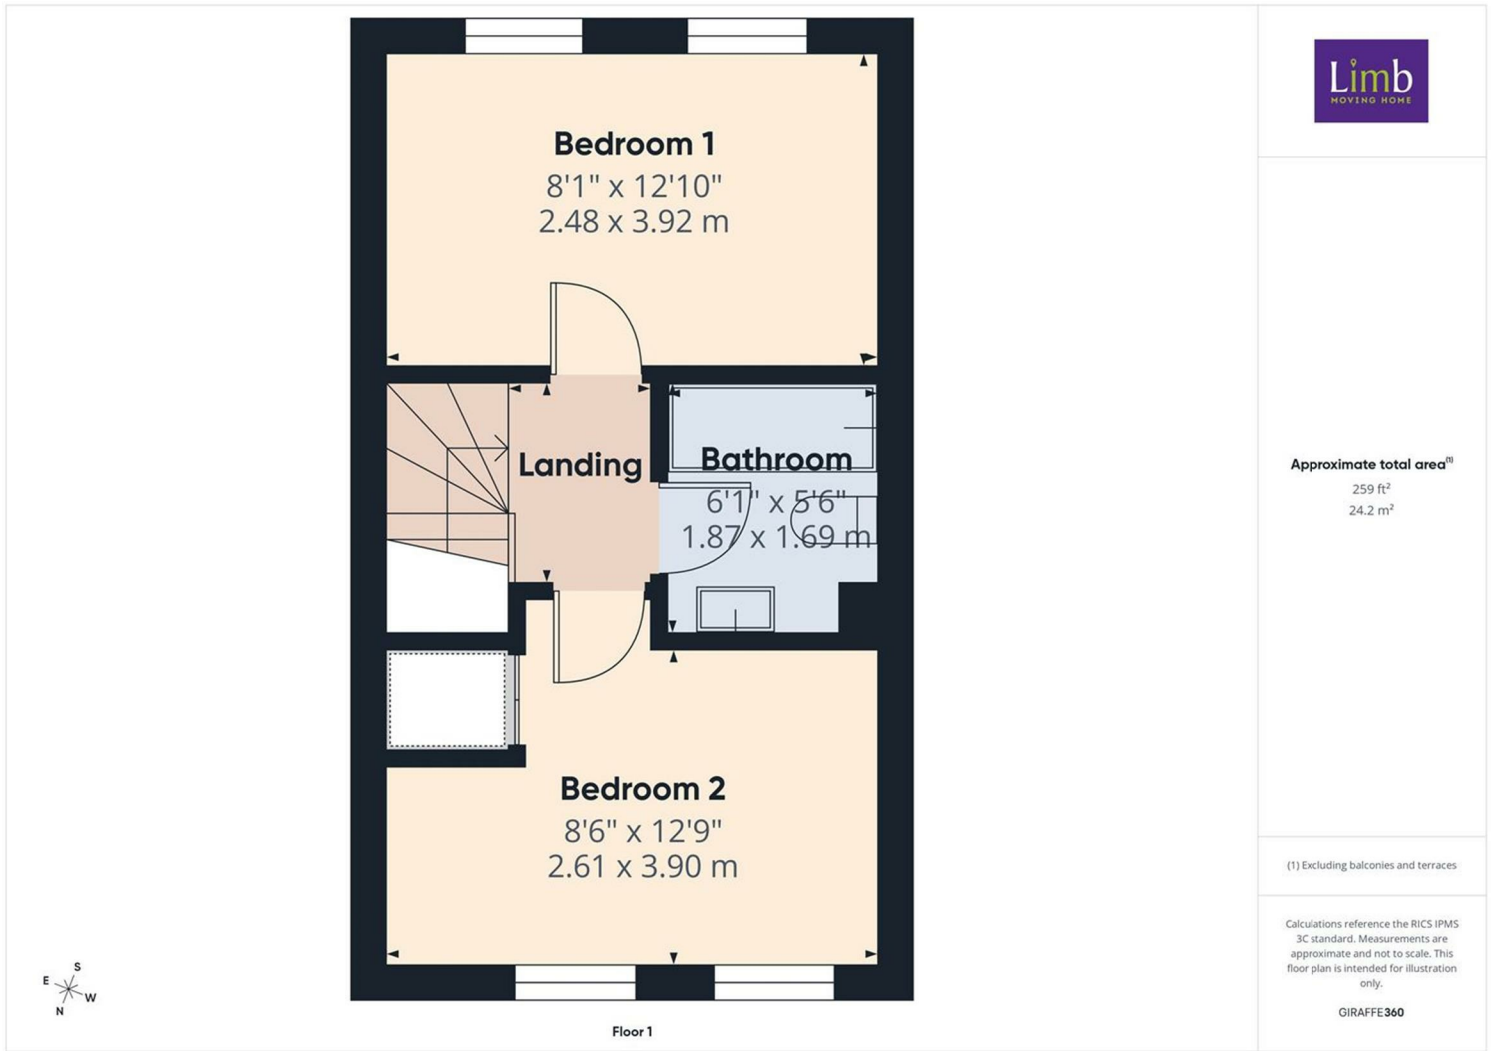 Bedroom 1
8'1" x 12'10"
2.48 x 3.92 m
Landing
Bathroom
6'1" x 5'6"
1.87 x 1.69 m
Bedroom 2
8'6" x 12'9"
2.61 x 3.90 m
S
E
W
N
Floor 1
Limb
MOVING HOME
Approximate total area(1)
259 ft²
24.2 m²
(1) Excluding balconies and terraces
Calculations reference the RICS IPMS
3C standard. Measurements are
approximate and not to scale. This
floor plan is intended for illustration
only.
GIRAFFE360